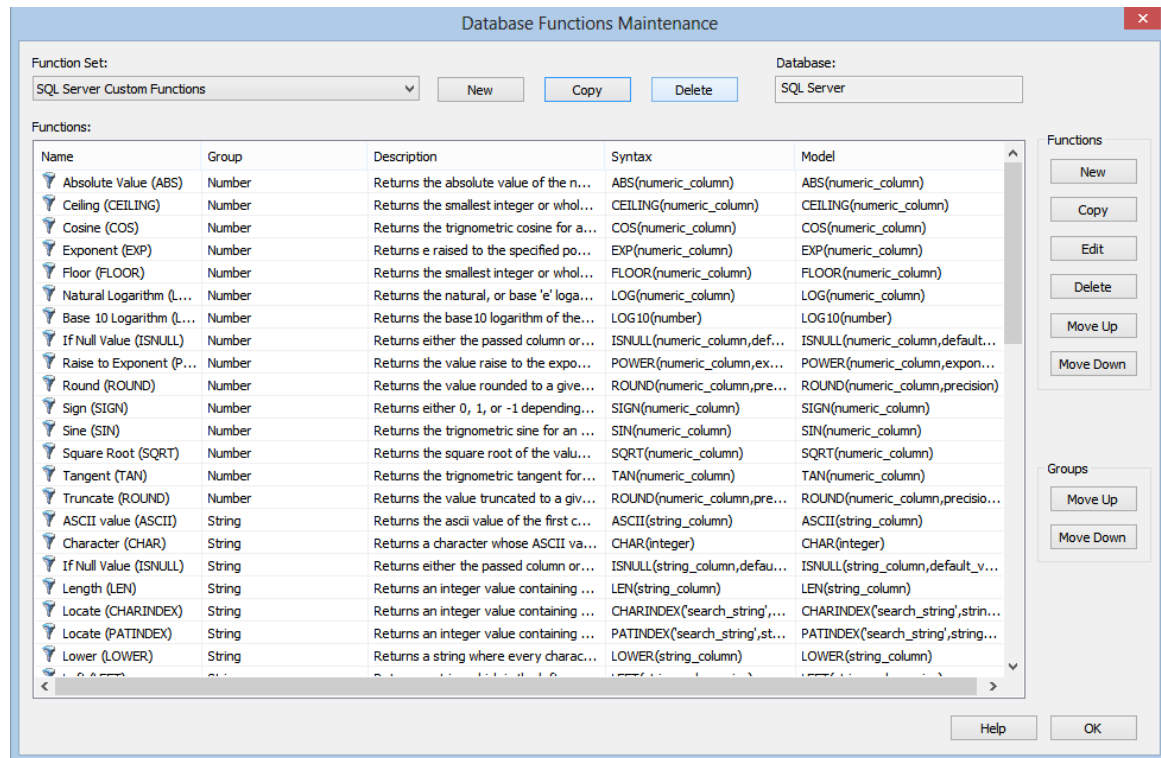 Database Functions Maintenance
Function Set:
Database:
SQL Server Custom Functions
New
Copy
Delete
SQL Server
Functions:
Functions
Name Group Description Syntax Model
Absolute Value (ABS) Number Returns the absolute value of the n... ABS(numeric_column) ABS(numeric_column)
New
Ceiling (CEILING) Number Returns the smallest integer or whol... CEILING(numeric_column) CEILING(numeric_column)
Copy
Cosine (COS) Number Returns the trignometric cosine for a... COS(numeric_column) COS(numeric_column)
Exponent (EXP) Number Returns e raised to the specified po... EXP(numeric_column) EXP(numeric_column)
Edit
Floor (FLOOR) Number Returns the smallest integer or whol... FLOOR(numeric_column) FLOOR(numeric_column)
Natural Logarithm (L... Number Returns the natural, or base 'e' loga... LOG(numeric_column) LOG(numeric_column)
Delete
Base 10 Logarithm (L... Number Returns the base10 logarithm of the... LOG10(number) LOG10(number)
If Null Value (ISNULL) Number Returns either the passed column or... ISNULL(numeric_column,def... ISNULL(numeric_column,default...
Move Up
Raise to Exponent (P... Number Returns the value raise to the expo... POWER(numeric_column,ex... POWER(numeric_column,expon...
Move Down
Round (ROUND) Number Returns the value rounded to a give... ROUND(numeric_column,pre... ROUND(numeric_column,precision)
Sign (SIGN) Number Returns either 0, 1, or -1 depending... SIGN(numeric_column) SIGN(numeric_column)
Sine (SIN) Number Returns the trignometric sine for an ... SIN(numeric_column) SIN(numeric_column)
Square Root (SQRT) Number Returns the square root of the valu... SQRT(numeric_column) SQRT(numeric_column)
Tangent (TAN) Number Returns the trignometric tangent for... TAN(numeric_column) TAN(numeric_column)
Groups
Truncate (ROUND) Number Returns the value truncated to a giv... ROUND(numeric_column,pre... ROUND(numeric_column,precisio...
Move Up
ASCII value (ASCII) String Returns the ascii value of the first c... ASCII(string_column) ASCII(string_column)
Character (CHAR) String Returns a character whose ASCII va... CHAR(integer) CHAR(integer)
Move Down
If Null Value (ISNULL) String Returns either the passed column or... ISNULL(string_column,defau... ISNULL(string_column,default_v...
Length (LEN) String Returns an integer value containing ... LEN(string_column) LEN(string_column)
Locate (CHARINDEX) String Returns an integer value containing ... CHARINDEX('search_string',... CHARINDEX('search_string',strin...
Locate (PATINDEX) String Returns an integer value containing ... PATINDEX('search_string',st... PATINDEX('search_string',string...
Lower (LOWER) String Returns a string where every charac... LOWER(string_column) LOWER(string_column)
Help
OK